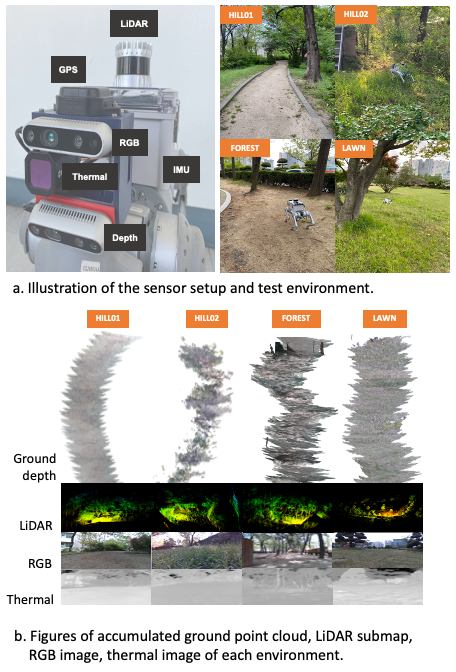 LiDAR
GPS
RGB
Thermal
IMU
Depth
HILL01
HILL02
FOREST
LAWN
a. Illustration of the sensor setup and test environment.
HILL01
HILL02
FOREST
LAWN
Ground
depth
LiDAR
RGB
Thermal
b. Figures of accumulated ground point cloud, LiDAR submap,
RGB image, thermal image of each environment.